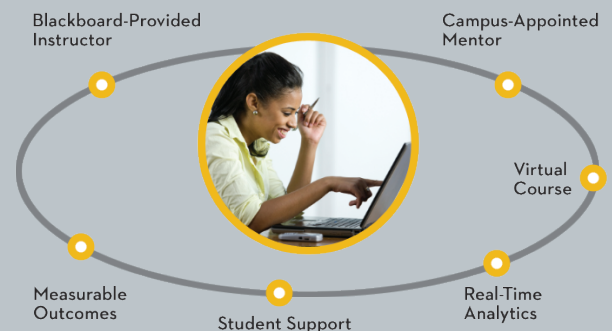 Blackboard-Provided
Instructor
Campus-Appointed
Mentor
Virtual
Course
Measurable
Outcomes
Real-Time
Analytics
Student Support